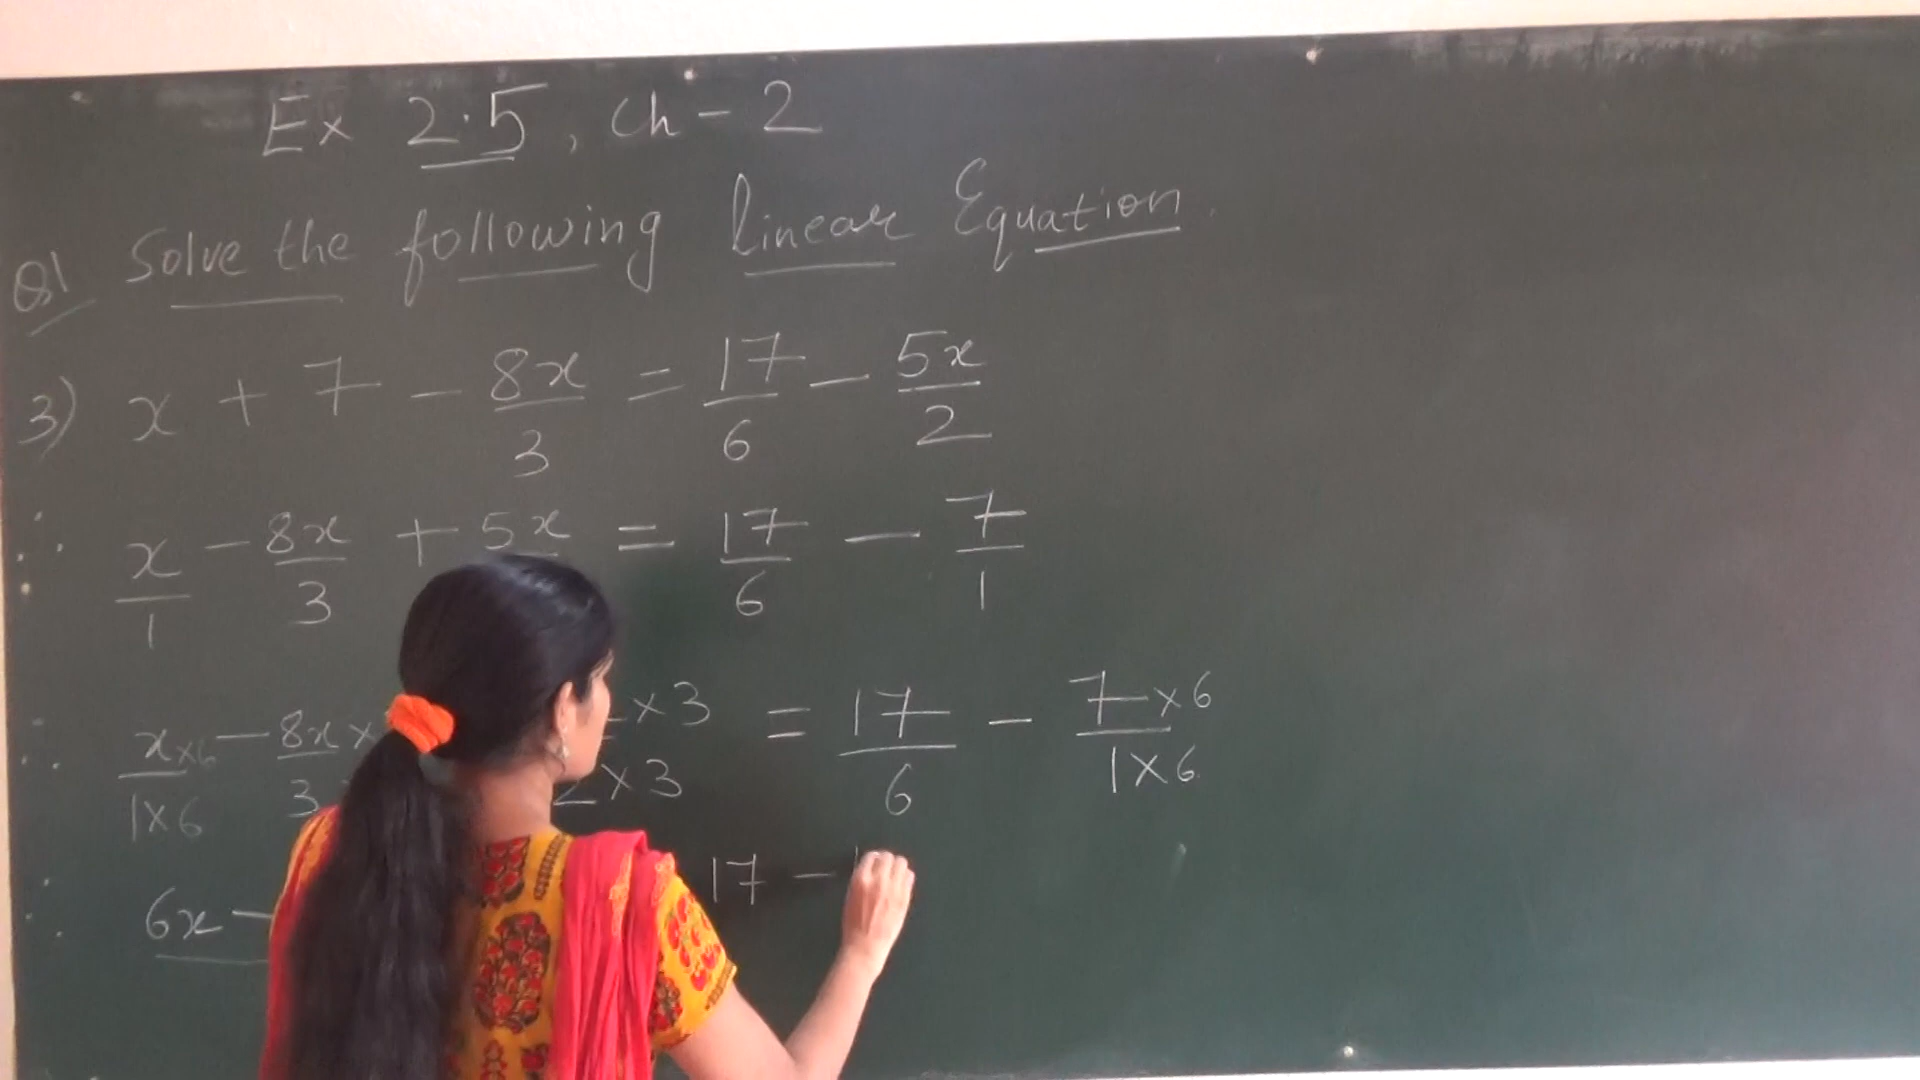 Ex 2.5, Ch - 2
Q1 Solve the following linear Equation.
3) x + 7 - 8x/3 = 17/6 - 5x/2
∴ x/1 - 8x/3 + 5x = 17/6 - 7/1
∴ x×6/1×6 - 8x×/3 ×3/2×3 = 17/6 - 7×6/1×6
∴ 6x - 17 -